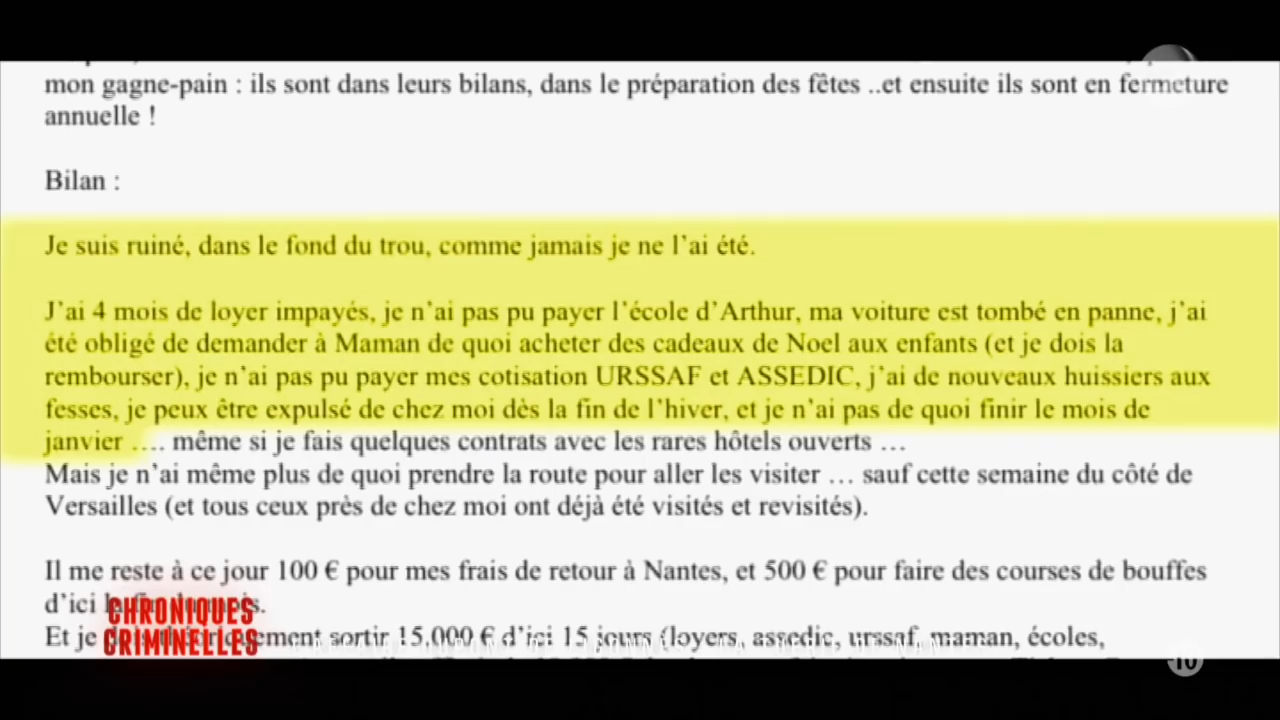 mon gagne-pain : ils sont dans leurs bilans, dans le préparation des fêtes ..et ensuite ils sont en fermeture
annuelle !
Bilan :
Je suis ruiné, dans le fond du trou, comme jamais je ne l’ai été.
J’ai 4 mois de loyer impayés, je n’ai pas pu payer l’école d’Arthur, ma voiture est tombé en panne, j’ai
été obligé de demander à Maman de quoi acheter des cadeaux de Noel aux enfants (et je dois la
rembourser), je n’ai pas pu payer mes cotisation URSSAF et ASSEDIC, j’ai de nouveaux huissiers aux
fesses, je peux être expulsé de chez moi dès la fin de l’hiver, et je n’ai pas de quoi finir le mois de
janvier …. même si je fais quelques contrats avec les rares hôtels ouverts …
Mais je n’ai même plus de quoi prendre la route pour aller les visiter … sauf cette semaine du côté de
Versailles (et tous ceux près de chez moi ont déjà été visités et revisités).
Il me reste à ce jour 100 € pour mes frais de retour à Nantes, et 500 € pour faire des courses de bouffes
d’ici la fin du mois.
Et je sortir 15.000 € d’ici 15 jours (loyers, assedic, urssaf, maman, écoles,
CHRONIQUES
CRIMINELLES
-10